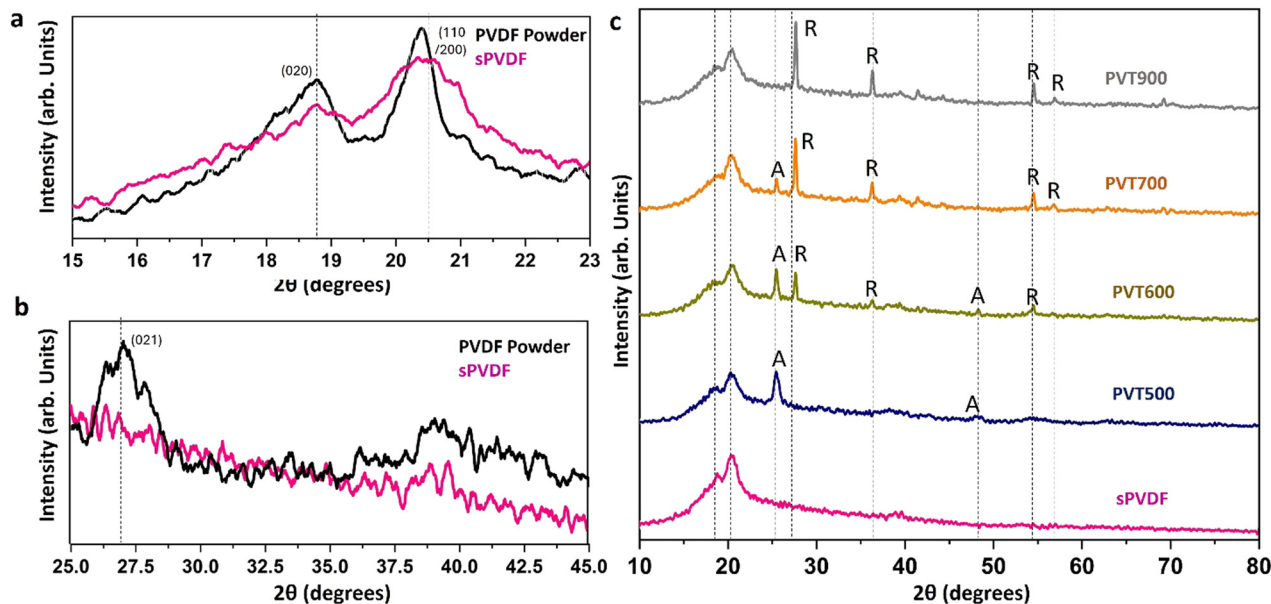 a
Intensity (arb. Units)
PVDF Powder
sPVDF
(020)
(110
/200)
15 16 17 18 19 20 21 22 23
2θ (degrees)
b
Intensity (arb. Units)
(021)
PVDF Powder
sPVDF
25.0 27.5 30.0 32.5 35.0 37.5 40.0 42.5 45.0
2θ (degrees)
c
Intensity (arb. Units)
R R R R
PVT900
A R R R R
PVT700
A R R A R
PVT600
A A
PVT500
sPVDF
10 20 30 40 50 60 70 80
2θ (degrees)